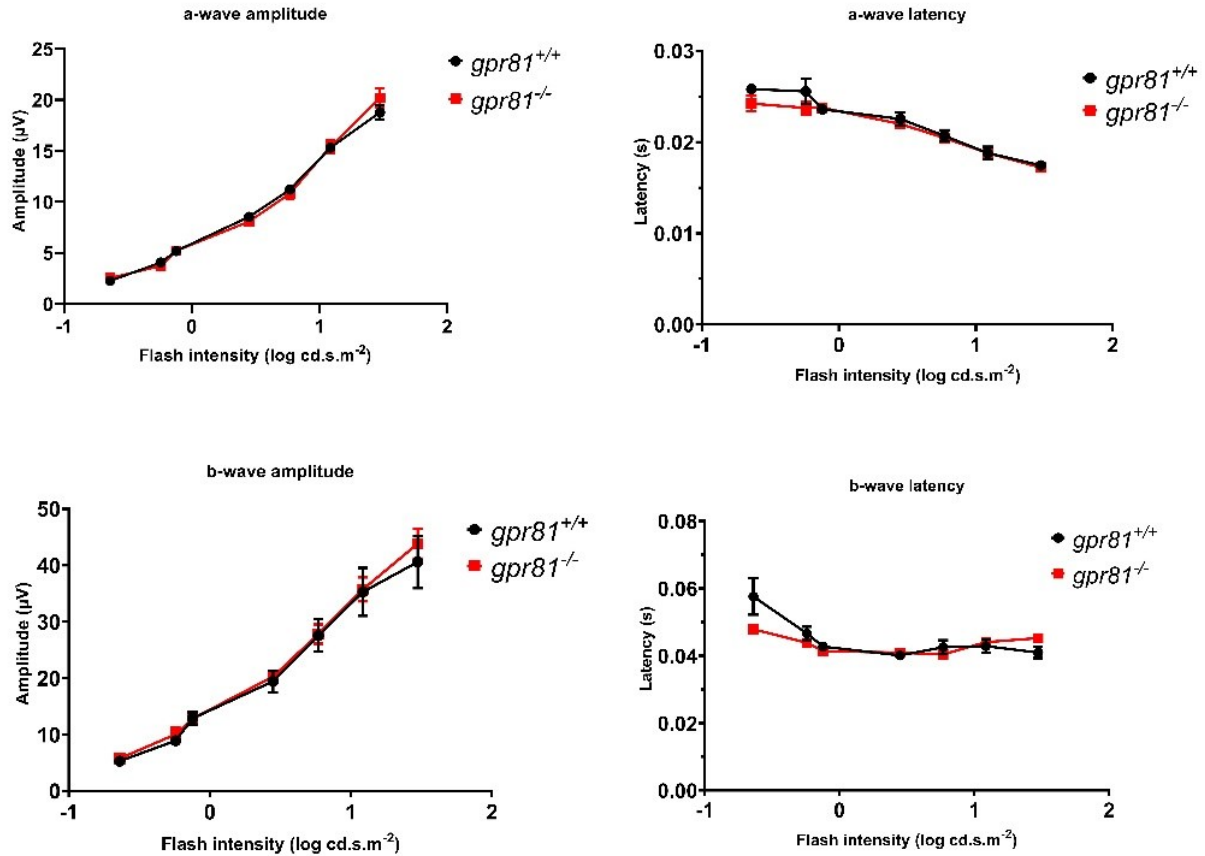 a-wave amplitude
25
20
15
10
5
0
-1
0
1
2
Amplitude (µV)
Flash intensity (log cd.s.m-2)
gpr81+/+
gpr81-/-
a-wave latency
0.03
0.02
0.01
0.00
-1
0
1
2
Latency (s)
Flash intensity (log cd.s.m-2)
gpr81+/+
gpr81-/-
b-wave amplitude
50
40
30
20
10
0
-1
0
1
2
Amplitude (µV)
Flash intensity (log cd.s.m-2)
gpr81+/+
gpr81-/-
b-wave latency
0.08
0.06
0.04
0.02
0.00
-1
0
1
2
Latency (s)
Flash intensity (log cd.s.m-2)
gpr81+/+
gpr81-/-